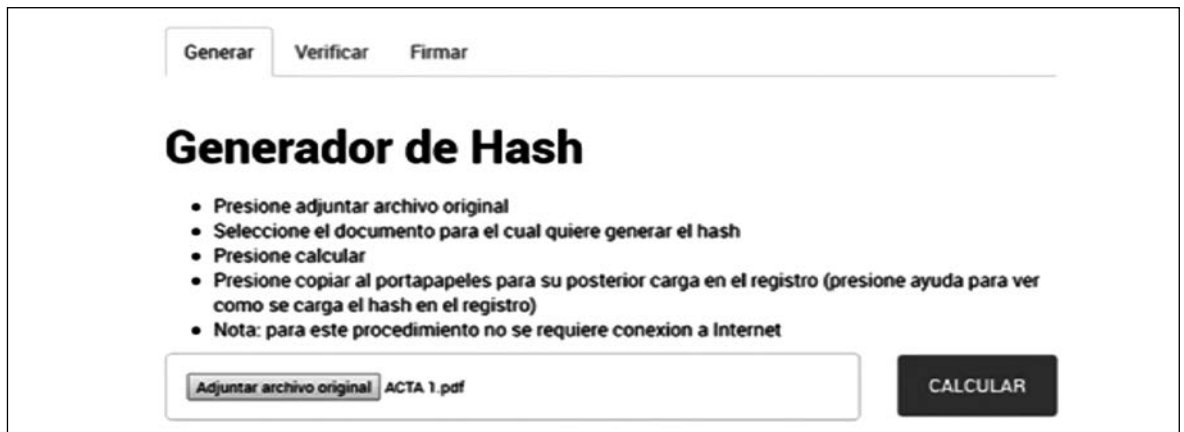 Generar Verificar Firmar
Generador de Hash
• Presione adjuntar archivo original
• Seleccione el documento para el cual quiere generar el hash
• Presione calcular
• Presione copiar al portapapeles para su posterior carga en el registro (presione ayuda para ver
como se carga el hash en el registro)
• Nota: para este procedimiento no se requiere conexion a Internet
Adjuntar archivo original ACTA 1.pdf CALCULAR